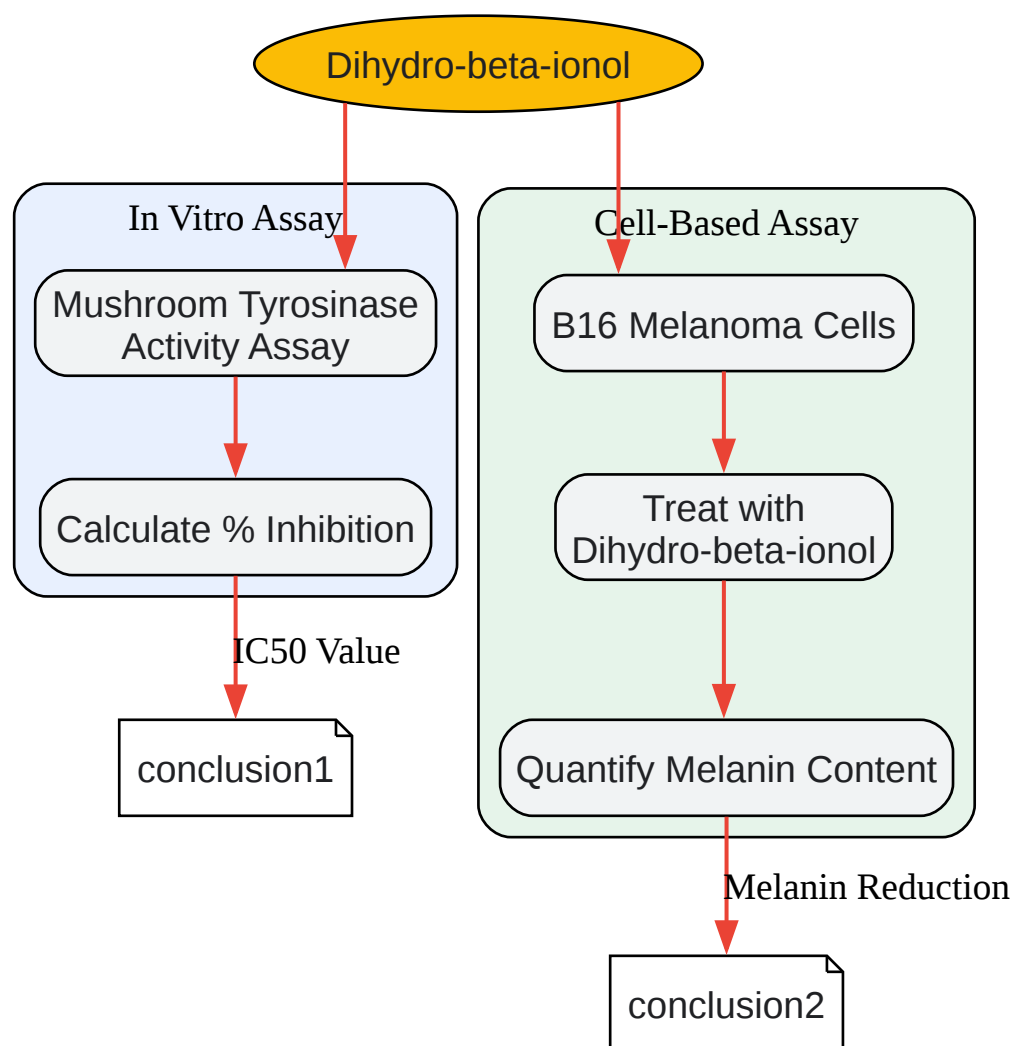 Dihydro-beta-ionol
In Vitro Assay
Mushroom Tyrosinase
Activity Assay
Calculate % Inhibition
IC50 Value
conclusion1
Cell-Based Assay
B16 Melanoma Cells
Treat with
Dihydro-beta-ionol
Quantify Melanin Content
Melanin Reduction
conclusion2